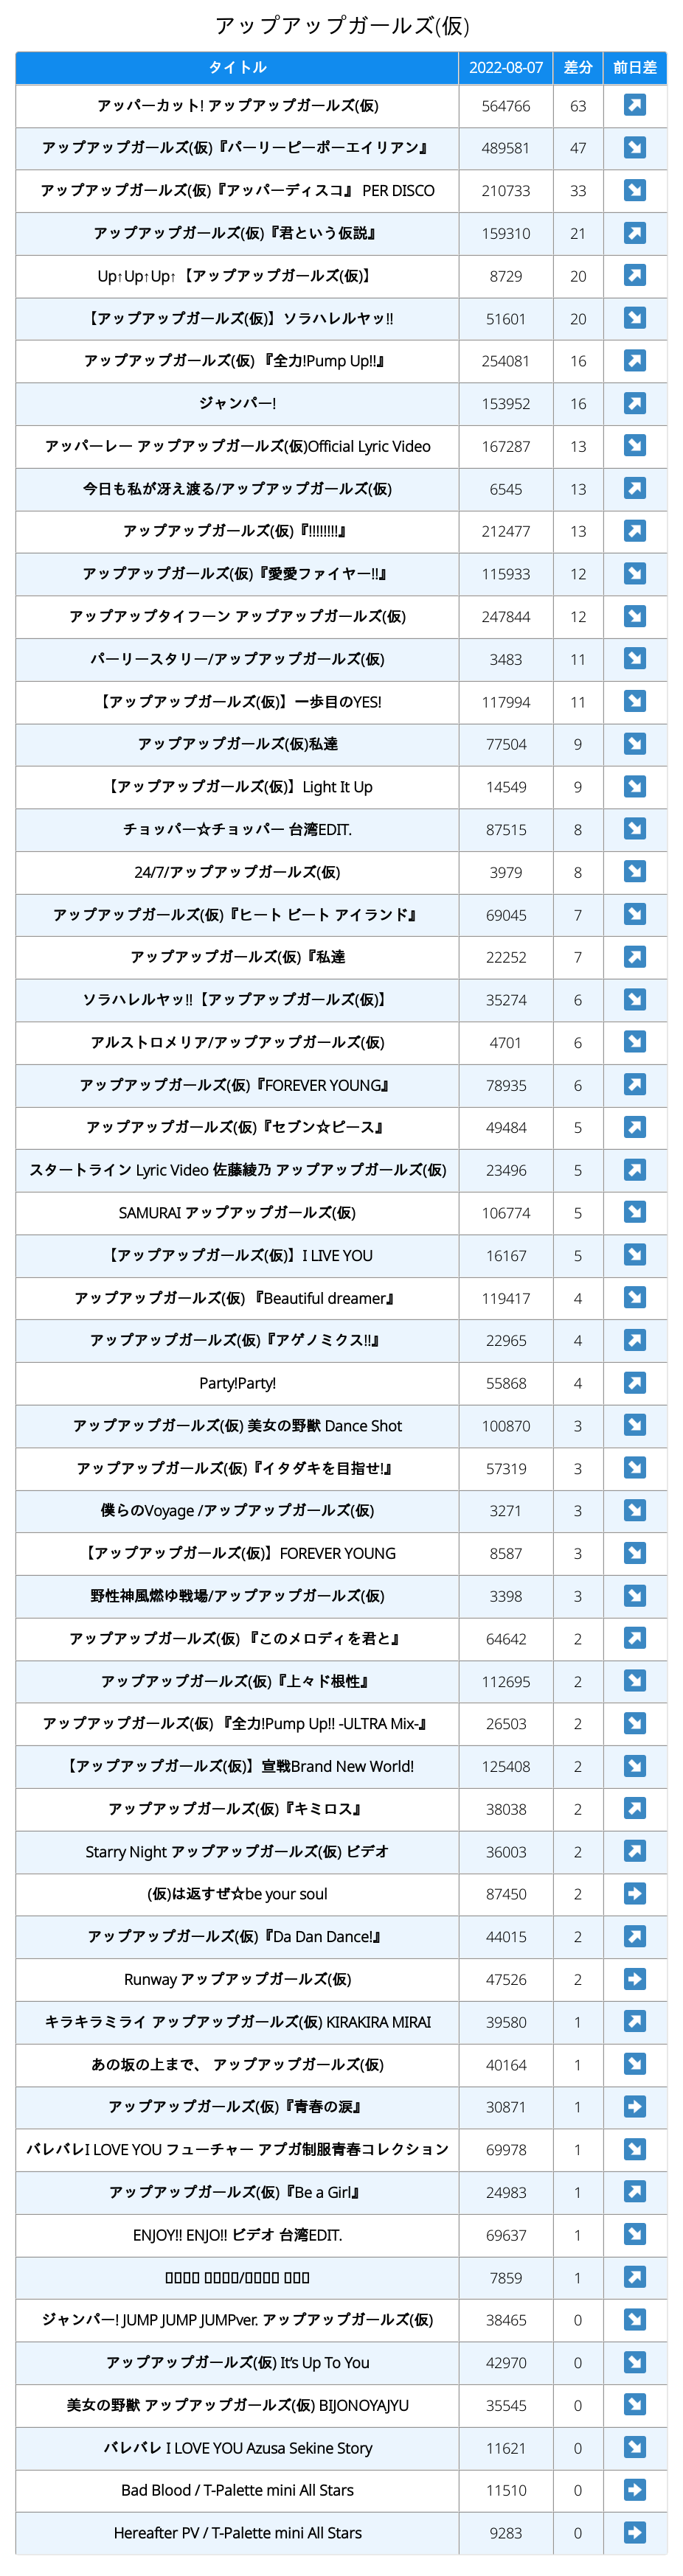 アップアップガールズ(仮)
タイトル 2022-08-07 差分 前日差
アッパーカット! アップアップガールズ(仮) 564766 63
アップアップガールズ(仮)『パーリーピーポーエイリアン』 489581 47
アップアップガールズ(仮)『アッパーディスコ』 PER DISCO 210733 33
アップアップガールズ(仮)『君という仮説』 159310 21
Up↑Up↑Up↑【アップアップガールズ(仮)】 8729 20
【アップアップガールズ(仮)】ソラハレルヤッ!! 51601 20
アップアップガールズ(仮) 『全力!Pump Up!!』 254081 16
ジャンパー! 153952 16
アッパーレー アップアップガールズ(仮)Official Lyric Video 167287 13
今日も私が冴え渡る/アップアップガールズ(仮) 6545 13
アップアップガールズ(仮)『!!!!!!!!』 212477 13
アップアップガールズ(仮)『愛愛ファイヤー!!』 115933 12
アップアップタイフーン アップアップガールズ(仮) 247844 12
パーリースタリー/アップアップガールズ(仮) 3483 11
【アップアップガールズ(仮)】一歩目のYES! 117994 11
アップアップガールズ(仮)私達 77504 9
【アップアップガールズ(仮)】Light It Up 14549 9
チョッパー☆チョッパー 台湾EDIT. 87515 8
24/7/アップアップガールズ(仮) 3979 8
アップアップガールズ(仮)『ヒート ビート アイランド』 69045 7
アップアップガールズ(仮)『私達 22252 7
ソラハレルヤッ!!【アップアップガールズ(仮)】 35274 6
アルストロメリア/アップアップガールズ(仮) 4701 6
アップアップガールズ(仮)『FOREVER YOUNG』 78935 6
アップアップガールズ(仮)『セブン☆ピース』 49484 5
スタートライン Lyric Video 佐藤綾乃 アップアップガールズ(仮) 23496 5
SAMURAI アップアップガールズ(仮) 106774 5
【アップアップガールズ(仮)】I LIVE YOU 16167 5
アップアップガールズ(仮) 『Beautiful dreamer』 119417 4
アップアップガールズ(仮)『アゲノミクス!!』 22965 4
Party!Party! 55868 4
アップアップガールズ(仮) 美女の野獣 Dance Shot 100870 3
アップアップガールズ(仮)『イタダキを目指せ!』 57319 3
僕らのVoyage /アップアップガールズ(仮) 3271 3
【アップアップガールズ(仮)】FOREVER YOUNG 8587 3
野性神風燃ゆ戦場/アップアップガールズ(仮) 3398 3
アップアップガールズ(仮) 『このメロディを君と』 64642 2
アップアップガールズ(仮)『上々ド根性』 112695 2
アップアップガールズ(仮) 『全力!Pump Up!! -ULTRA Mix-』 26503 2
【アップアップガールズ(仮)】宣戦Brand New World! 125408 2
アップアップガールズ(仮)『キミロス』 38038 2
Starry Night アップアップガールズ(仮) ビデオ 36003 2
(仮)は返すぜ☆be your soul 87450 2
アップアップガールズ(仮)『Da Dan Dance!』 44015 2
Runway アップアップガールズ(仮) 47526 2
キラキラミライ アップアップガールズ(仮) KIRAKIRA MIRAI 39580 1
あの坂の上まで、 アップアップガールズ(仮) 40164 1
アップアップガールズ(仮)『青春の涙』 30871 1
バレバレI LOVE YOU フューチャー アプガ制服青春コレクション 69978 1
アップアップガールズ(仮)『Be a Girl』 24983 1
ENJOY!! ENJO!! ビデオ 台湾EDIT. 69637 1
7859 1
ジャンパー! JUMP JUMP JUMPver. アップアップガールズ(仮) 38465 0
アップアップガールズ(仮) It's Up To You 42970 0
美女の野獣 アップアップガールズ(仮) BIJONOYAJYU 35545 0
バレバレ I LOVE YOU Azusa Sekine Story 11621 0
Bad Blood / T-Palette mini All Stars 11510 0
Hereafter PV / T-Palette mini All Stars 9283 0